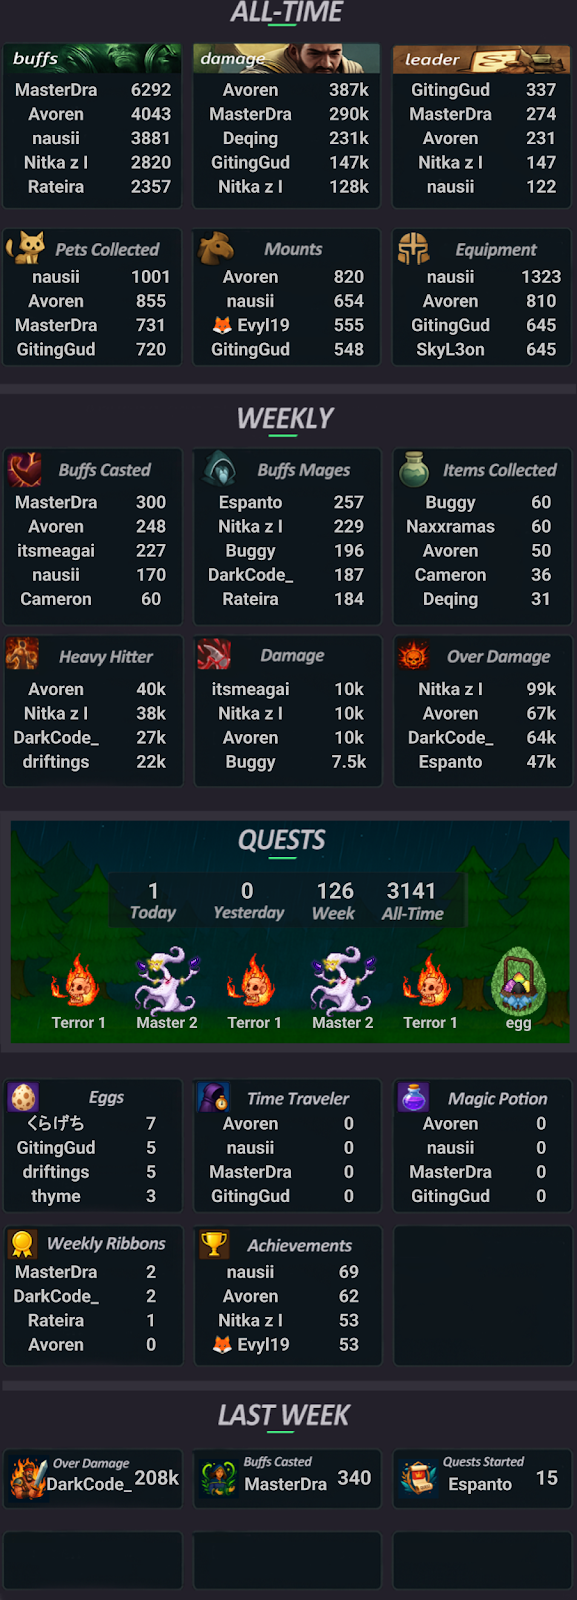 ALL-TIME
buffs
MasterDra 6292
Avoren 4043
nausii 3881
Nitka z I 2820
Rateira 2357
damage
Avoren 387k
MasterDra 290k
Deqing 231k
GitingGud 147k
Nitka z I 128k
leader
GitingGud 337
MasterDra 274
Avoren 231
Nitka z I 147
nausii 122
Pets Collected
nausii 1001
Avoren 855
MasterDra 731
GitingGud 720
Mounts
Avoren 820
nausii 654
🦊 Evyl19 555
GitingGud 548
Equipment
nausii 1323
Avoren 810
GitingGud 645
SkyL3on 645
WEEKLY
Buffs Casted
MasterDra 300
Avoren 248
itsmeagai 227
nausii 170
Cameron 60
Buffs Mages
Espanto 257
Nitka z I 229
Buggy 196
DarkCode_ 187
Rateira 184
Items Collected
Buggy 60
Naxxramas 60
Avoren 50
Cameron 36
Deqing 31
Heavy Hitter
Avoren 40k
Nitka z I 38k
DarkCode_ 27k
driftings 22k
Damage
itsmeagai 10k
Nitka z I 10k
Avoren 10k
Buggy 7.5k
Over Damage
Nitka z I 99k
Avoren 67k
DarkCode_ 64k
Espanto 47k
QUESTS
1 0 126 3141
Today Yesterday Week All-Time
Terror 1 Master 2 Terror 1 Master 2 Terror 1 egg
Eggs
くらげち 7
GitingGud 5
driftings 5
thyme 3
Time Traveler
Avoren 0
nausii 0
MasterDra 0
GitingGud 0
Magic Potion
Avoren 0
nausii 0
MasterDra 0
GitingGud 0
Weekly Ribbons
MasterDra 2
DarkCode_ 2
Rateira 1
Avoren 0
Achievements
nausii 69
Avoren 62
Nitka z I 53
🦊 Evyl19 53
LAST WEEK
Over Damage
DarkCode_ 208k
Buffs Casted
MasterDra 340
Quests Started
Espanto 15